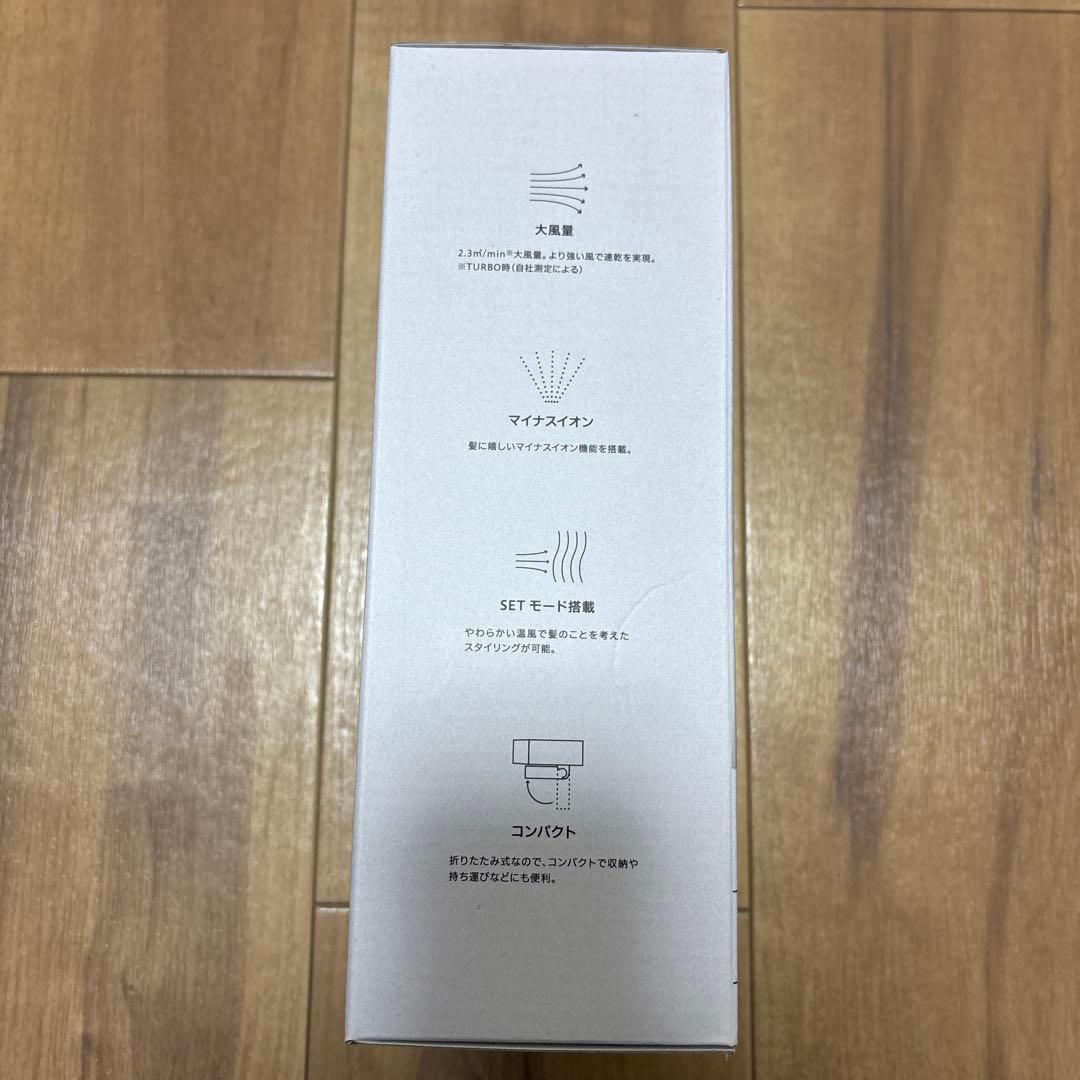 大風量
2.3㎥/min※大風量。より強い風で速乾を実現。
※TURBO時(自社測定による)
マイナスイオン
髪に嬉しいマイナスイオン機能を搭載。
SET モード搭載
やわらかい温風で髪のことを考えた
スタイリングが可能。
コンパクト
折りたたみ式なので、コンパクトで収納や
持ち運びなどにも便利。